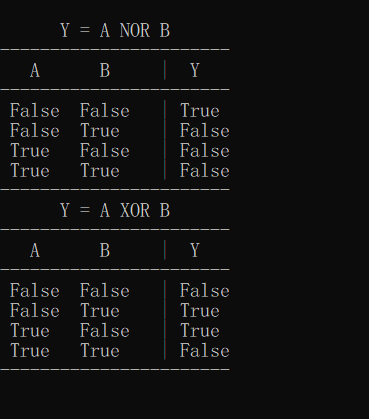 Y = A NOR B
A B | Y
False False | True
False True | False
True False | False
True True | False
Y = A XOR B
A B | Y
False False | False
False True | True
True False | True
True True | False